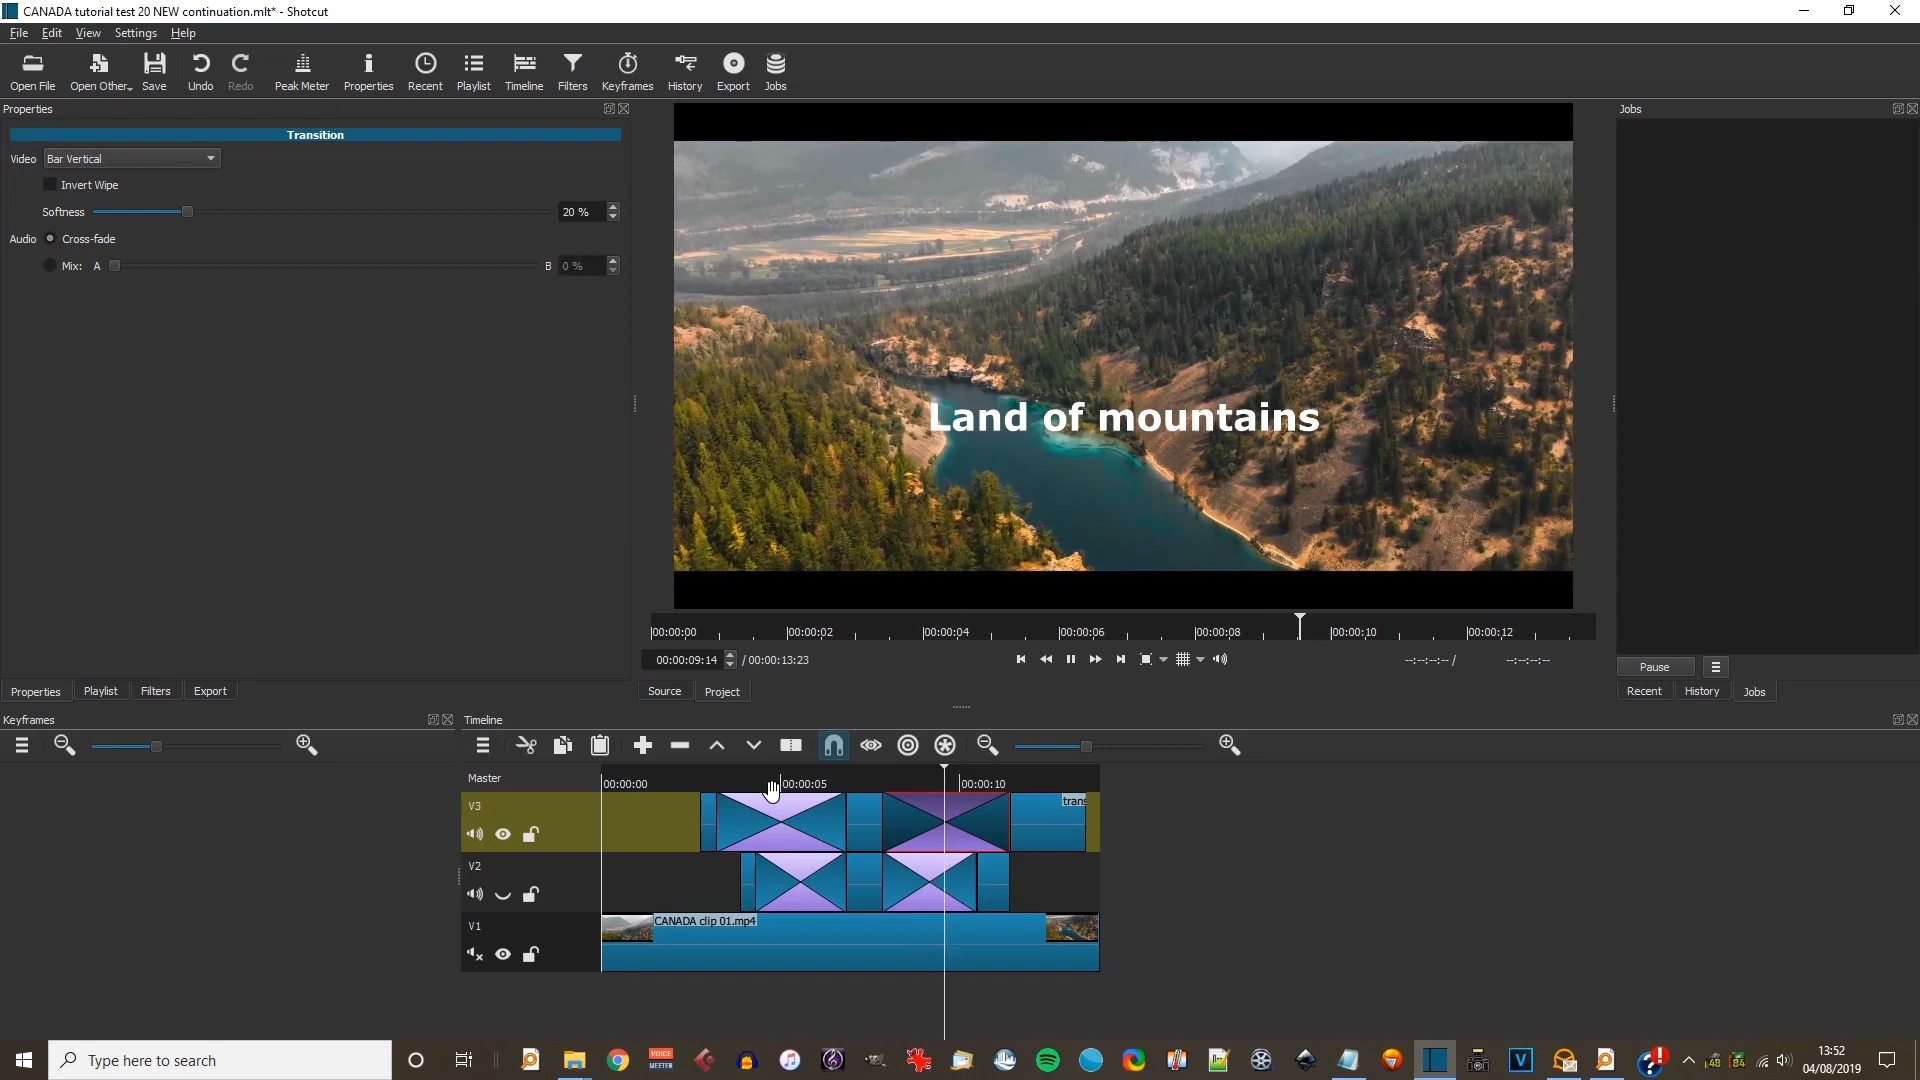 CANADA tutorial test 20 NEW continuation.mlt* - Shotcut
File Edit View Settings Help
Open File Open Other Save Undo Redo Peak Meter Properties Recent Playlist Timeline Filters Keyframes History Export Jobs
Properties
Transition
Video Bar Vertical
Invert Wipe
Softness 20 %
Audio Cross-fade
Mix: A B 0 %
Land of mountains
00:00:00 00:00:02 00:00:04 00:00:06 00:00:08 00:00:10 00:00:12
00:00:09:14 / 00:00:13:23 --:--:--:-- / --:--:--:--
Source Project
Jobs
Pause
Recent History Jobs
Properties Playlist Filters Export
Keyframes
Timeline
Master
00:00:00 00:00:05 00:00:10
V3
trans
V2
V1
CANADA clip 01.mp4
Type here to search
VOICE MEETER
V
48
84
13:52
04/08/2019